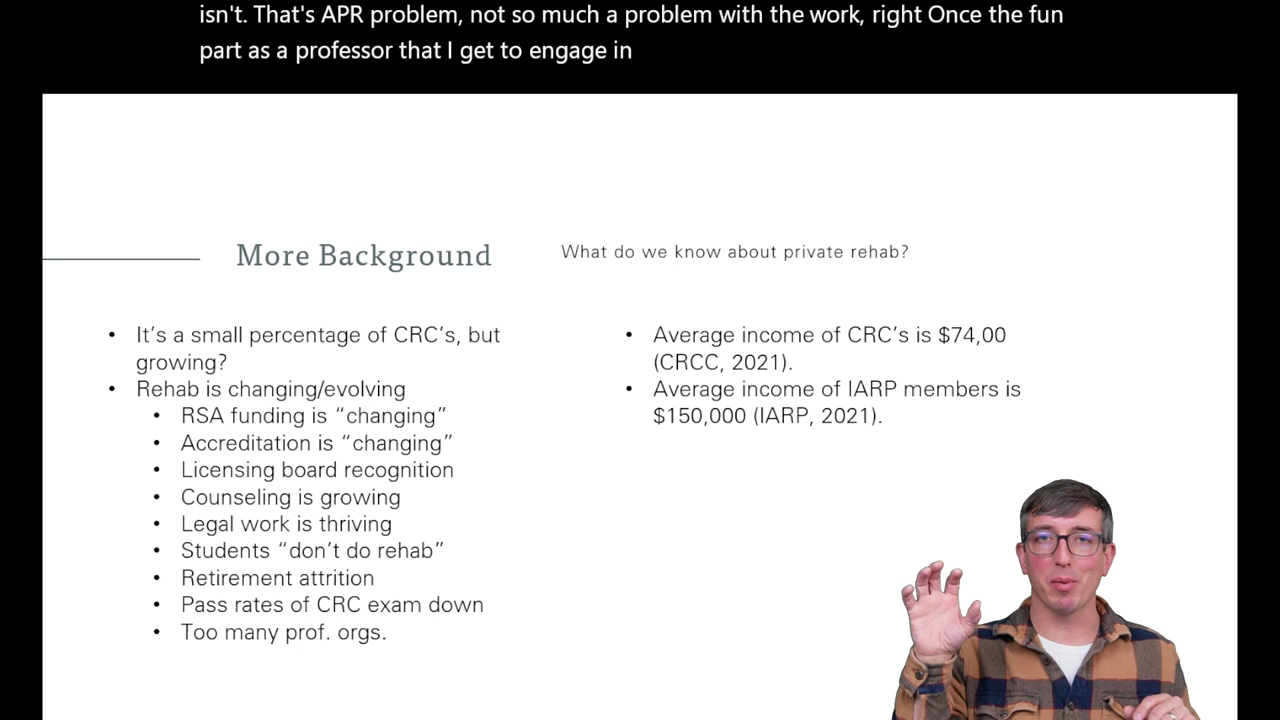 isn't. That's APR problem, not so much a problem with the work, right Once the fun
part as a professor that I get to engage in
More Background
What do we know about private rehab?
• It's a small percentage of CRC's, but
growing?
• Rehab is changing/evolving
• RSA funding is “changing”
• Accreditation is “changing”
• Licensing board recognition
• Counseling is growing
• Legal work is thriving
• Students “don't do rehab”
• Retirement attrition
• Pass rates of CRC exam down
• Too many prof. orgs.
• Average income of CRC's is $74,00
(CRCC, 2021).
• Average income of IARP members is
$150,000 (IARP, 2021).